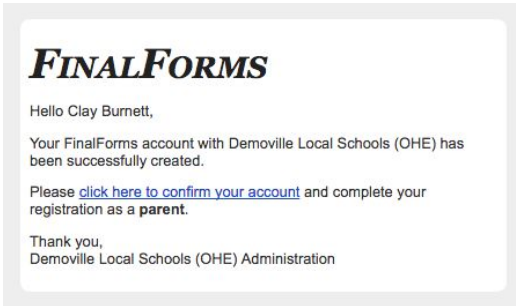 FINALFORMS
Hello Clay Burnett,
Your FinalForms account with Demoville Local Schools (OHE) has
been successfully created.
Please click here to confirm your account and complete your
registration as a parent.
Thank you,
Demoville Local Schools (OHE) Administration